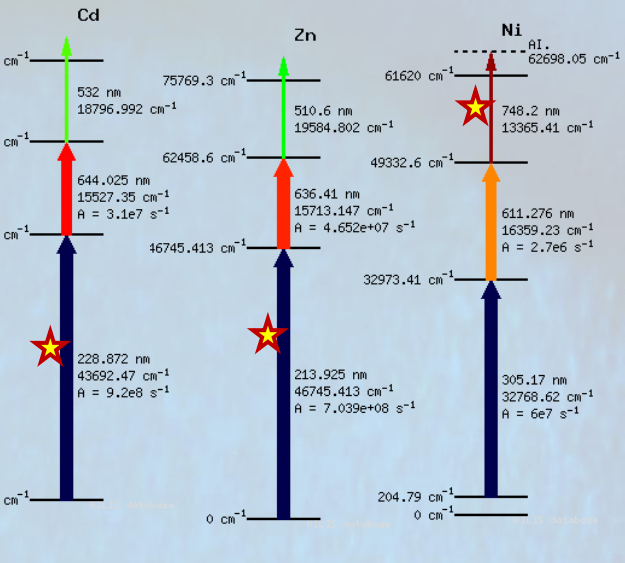 Cd
cm⁻¹
532 nm
18796.992 cm⁻¹
cm⁻¹
644.025 nm
15527.35 cm⁻¹
A = 3.1e7 s⁻¹
cm⁻¹
228.872 nm
43692.47 cm⁻¹
A = 9.2e8 s⁻¹
cm⁻¹
Zn
75769.3 cm⁻¹
510.6 nm
19584.802 cm⁻¹
62458.6 cm⁻¹
636.41 nm
15713.147 cm⁻¹
A = 4.652e+07 s⁻¹
46745.413 cm⁻¹
213.925 nm
46745.413 cm⁻¹
A = 7.039e+08 s⁻¹
0 cm⁻¹
Ni
AI.
62698.05 cm⁻¹
61620 cm⁻¹
748.2 nm
13365.41 cm⁻¹
49332.6 cm⁻¹
611.276 nm
16359.23 cm⁻¹
A = 2.7e6 s⁻¹
32973.41 cm⁻¹
305.17 nm
32768.62 cm⁻¹
A = 6e7 s⁻¹
204.79 cm⁻¹
0 cm⁻¹
database
database
database